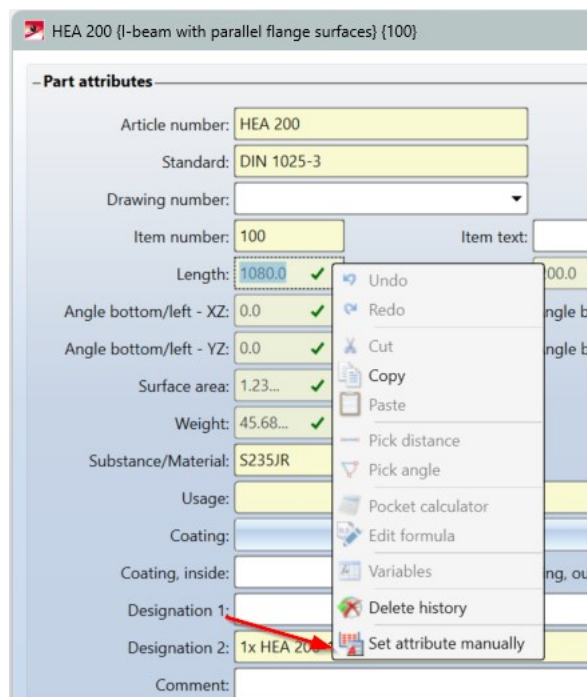 HEA 200 {I-beam with parallel flange surfaces} {100}
Part attributes
Article number: HEA 200
Standard: DIN 1025-3
Drawing number:
Item number: 100 Item text:
Length: 1080.0 200.0
Undo
Angle bottom/left - XZ: 0.0 Redo
Cut
Angle bottom/left - YZ: 0.0
Copy
Surface area: 1.23...
Paste
Weight: 45.68...
Pick distance
Substance/Material: S235JR Pick angle
Usage: Pocket calculator
Coating: Edit formula
Coating, inside: Variables
Designation 1: Delete history
Designation 2: 1x HEA 200 Set attribute manually
Comment: